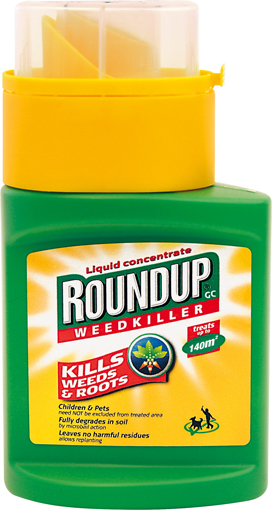 Liquid concentrate
ROUNDUP
GC
WEEDKILLER
treats
up to
140m²
KILLS
WEEDS
& ROOTS
Children & Pets
need NOT be excluded from treated area
Fully degrades in soil
by microbial action
Leaves no harmful residues
allows replanting